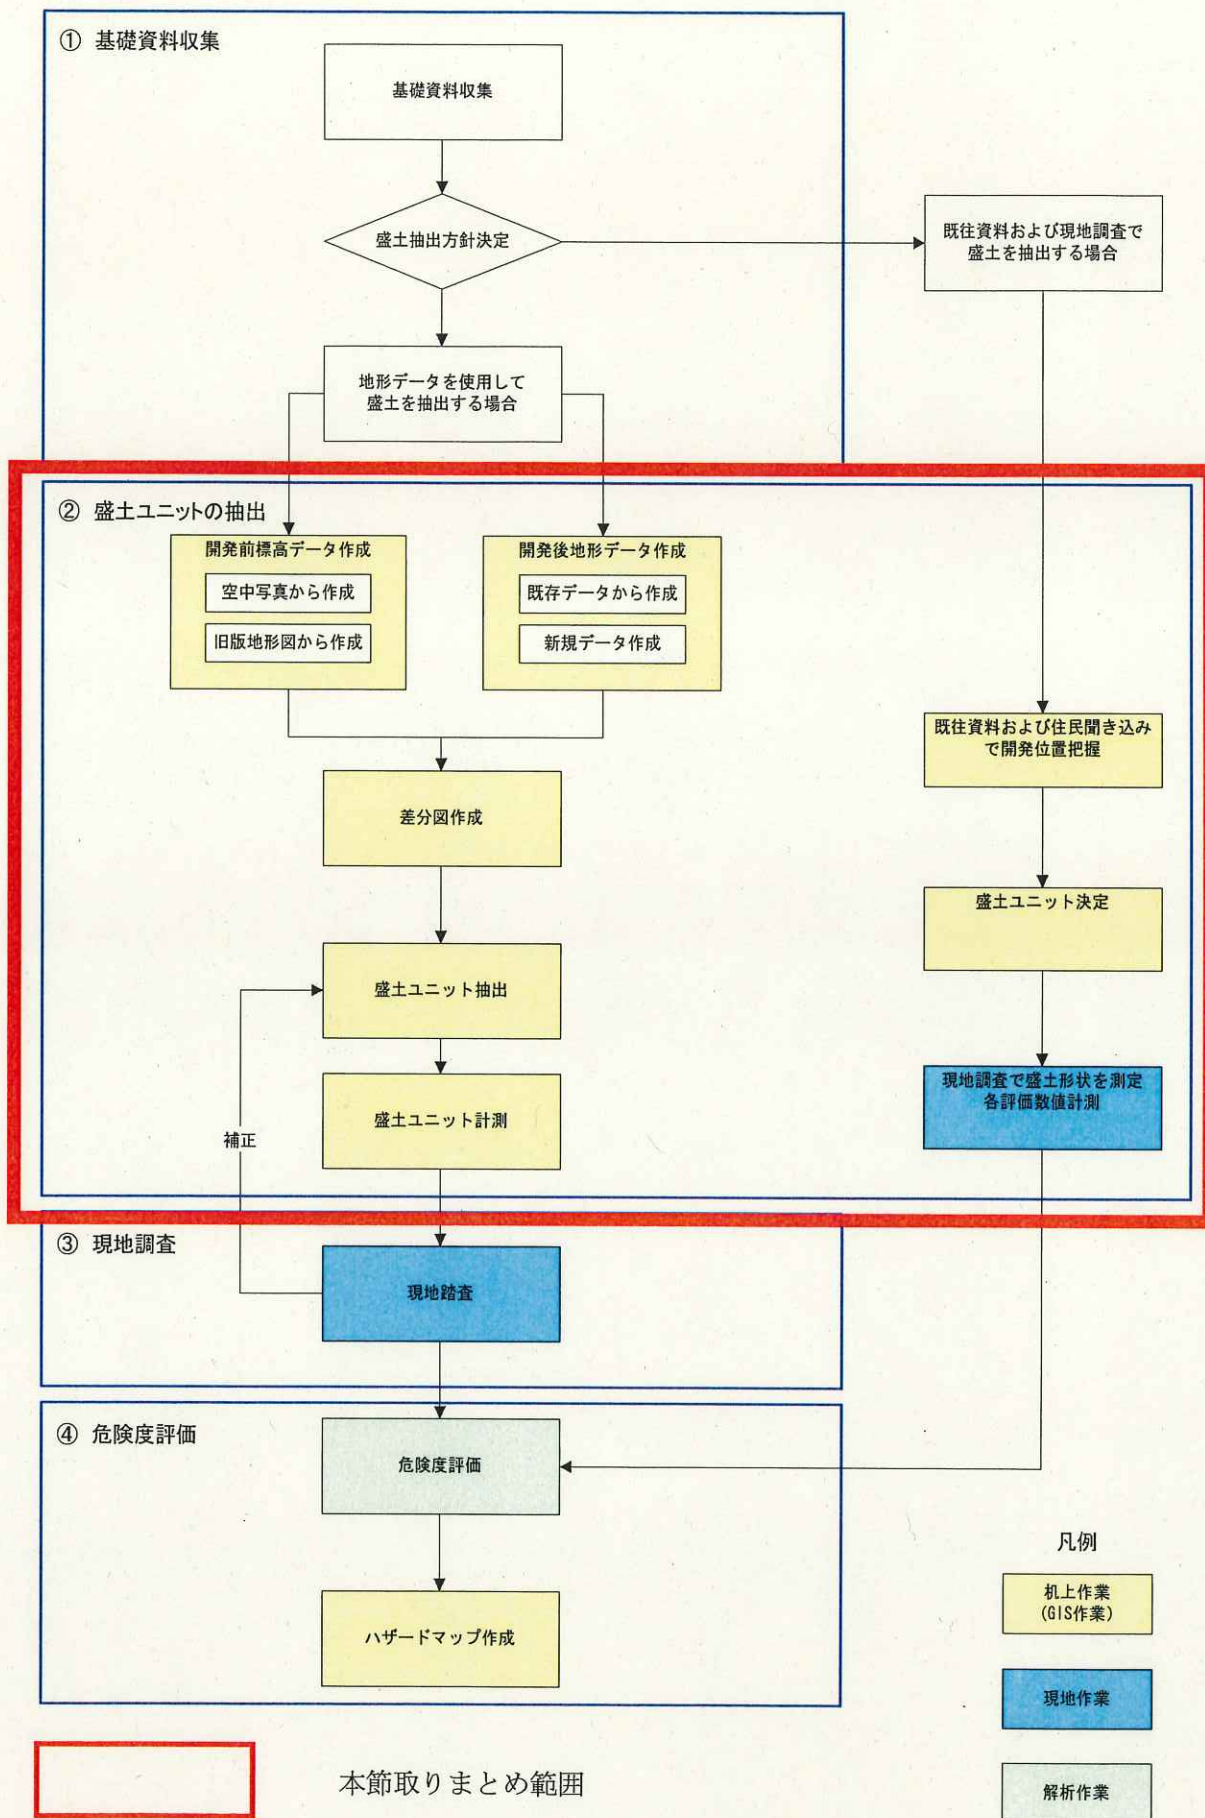 ① 基礎資料収集
基礎資料収集
盛土抽出方針決定
既往資料および現地調査で
盛土を抽出する場合
地形データを使用して
盛土を抽出する場合
② 盛土ユニットの抽出
開発前標高データ作成
空中写真から作成
旧版地形図から作成
開発後地形データ作成
既存データから作成
新規データ作成
既往資料および住民聞き込み
で開発位置把握
差分図作成
盛土ユニット決定
盛土ユニット抽出
現地調査で盛土形状を測定
各評価数値計測
盛土ユニット計測
補正
③ 現地調査
現地踏査
④ 危険度評価
危険度評価
ハザードマップ作成
凡例
机上作業
(GIS作業)
現地作業
解析作業
本節取りまとめ範囲